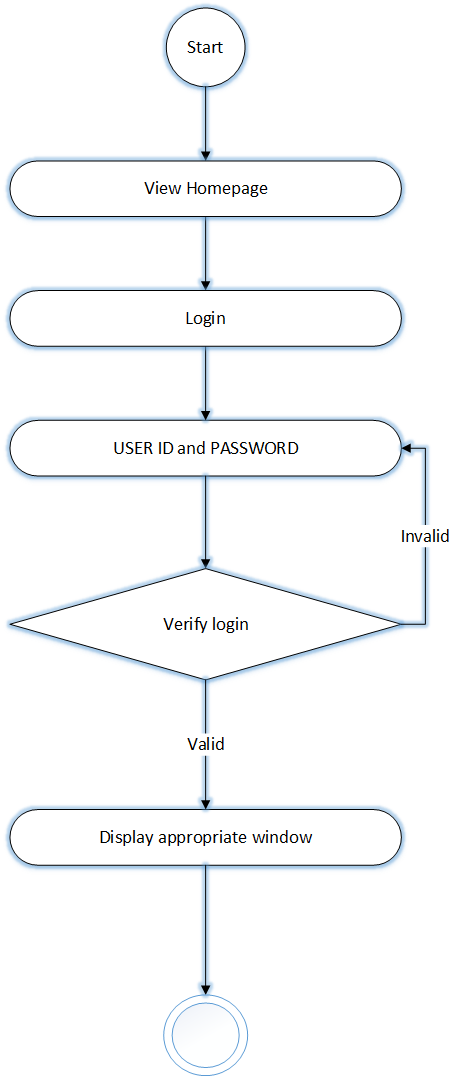 Start
View Homepage
Login
USER ID and PASSWORD
Invalid
Verify login
Valid
Display appropriate window